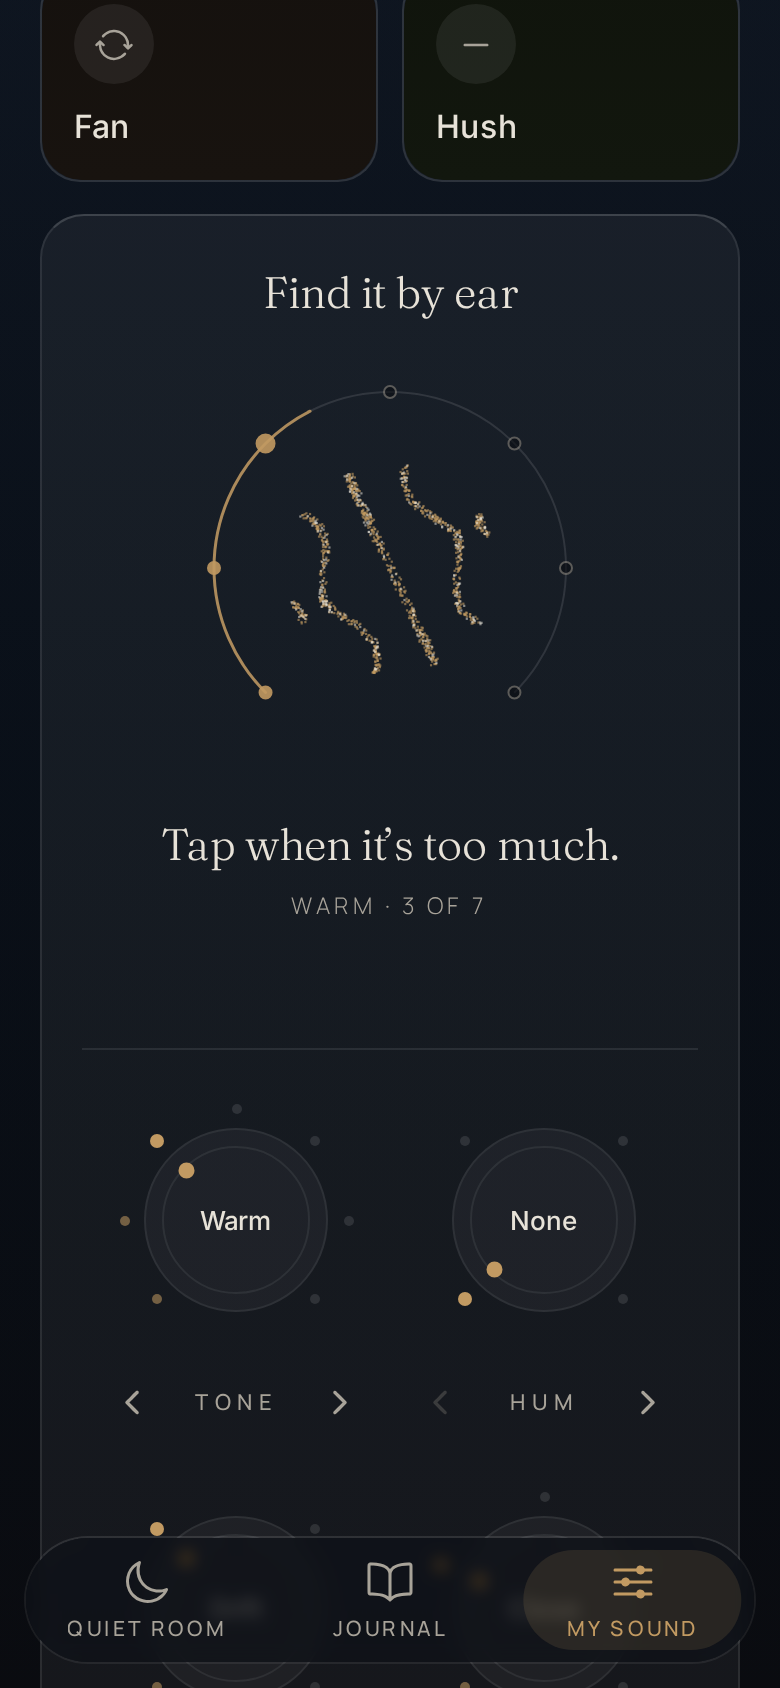 Fan
Hush
Find it by ear
Tap when it’s too much.
WARM · 3 OF 7
Warm
None
TONE
HUM
QUIET ROOM
JOURNAL
MY SOUND